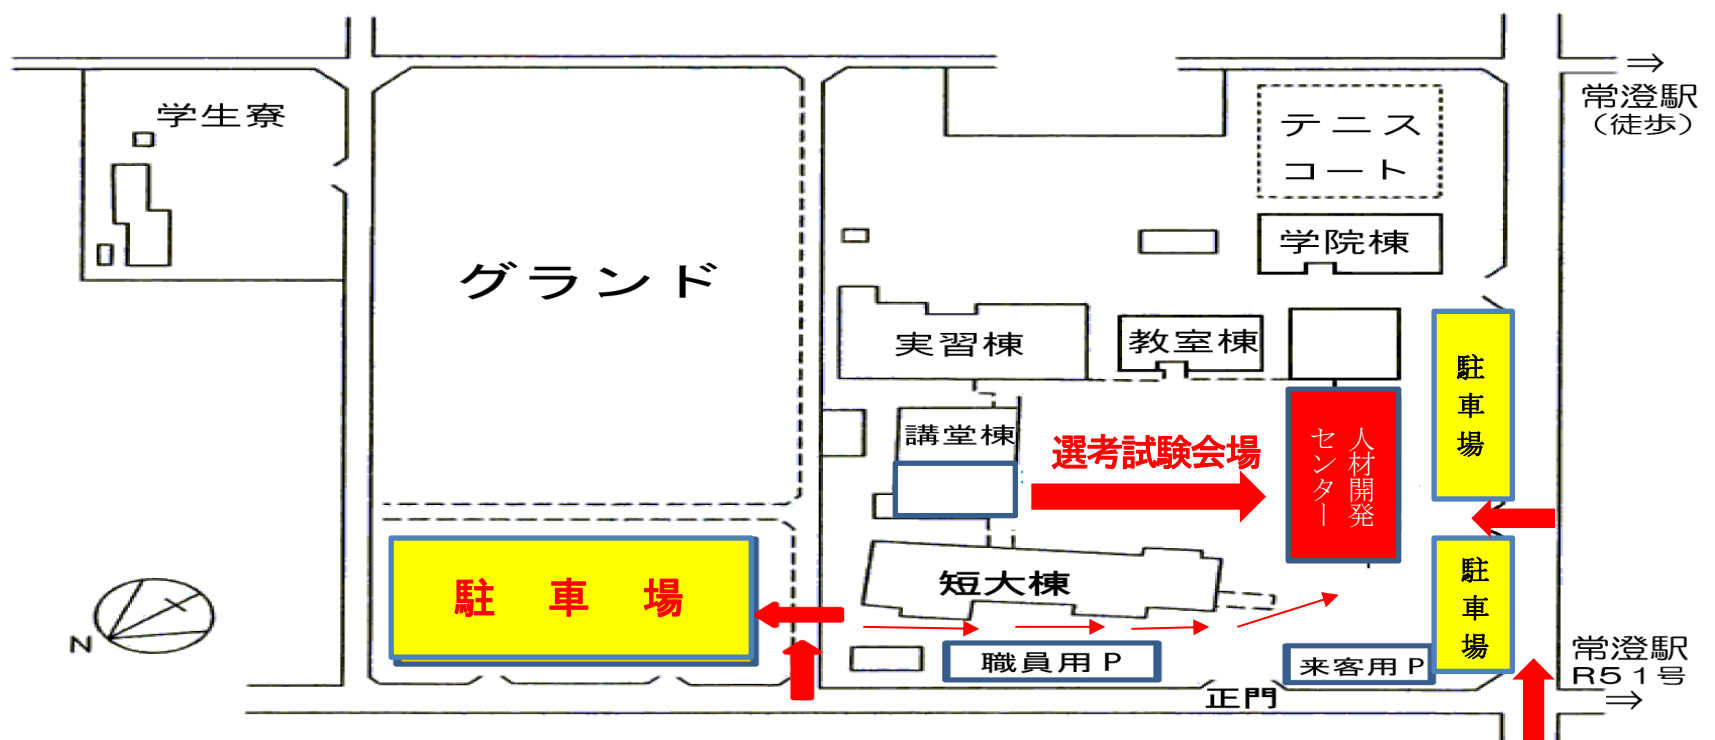 学生寮
グランド
テニス
コート
常澄駅
(徒歩)
学院棟
実習棟
教室棟
講堂棟
選考試験会場
人材開発
センター
駐車場
駐車場
短大棟
駐車場
職員用P
来客用P
正門
常澄駅
R51号
N